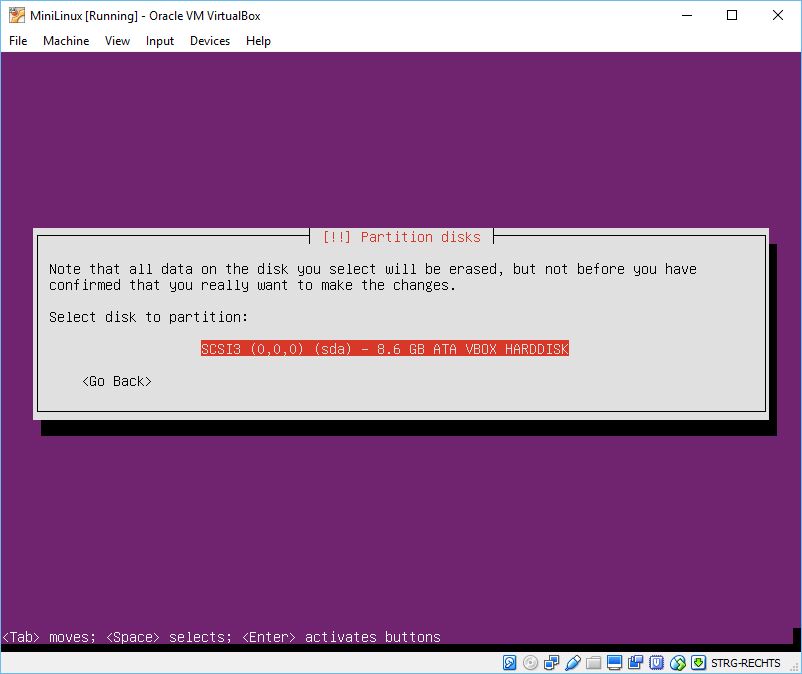 MiniLinux [Running] - Oracle VM VirtualBox
File Machine View Input Devices Help
[!!] Partition disks
Note that all data on the disk you select will be erased, but not before you have
confirmed that you really want to make the changes.
Select disk to partition:
SCSI3 (0,0,0) (sda) - 8.6 GB ATA VBOX HARDDISK
<Go Back>
<Tab> moves; <Space> selects; <Enter> activates buttons
STRG-RECHTS